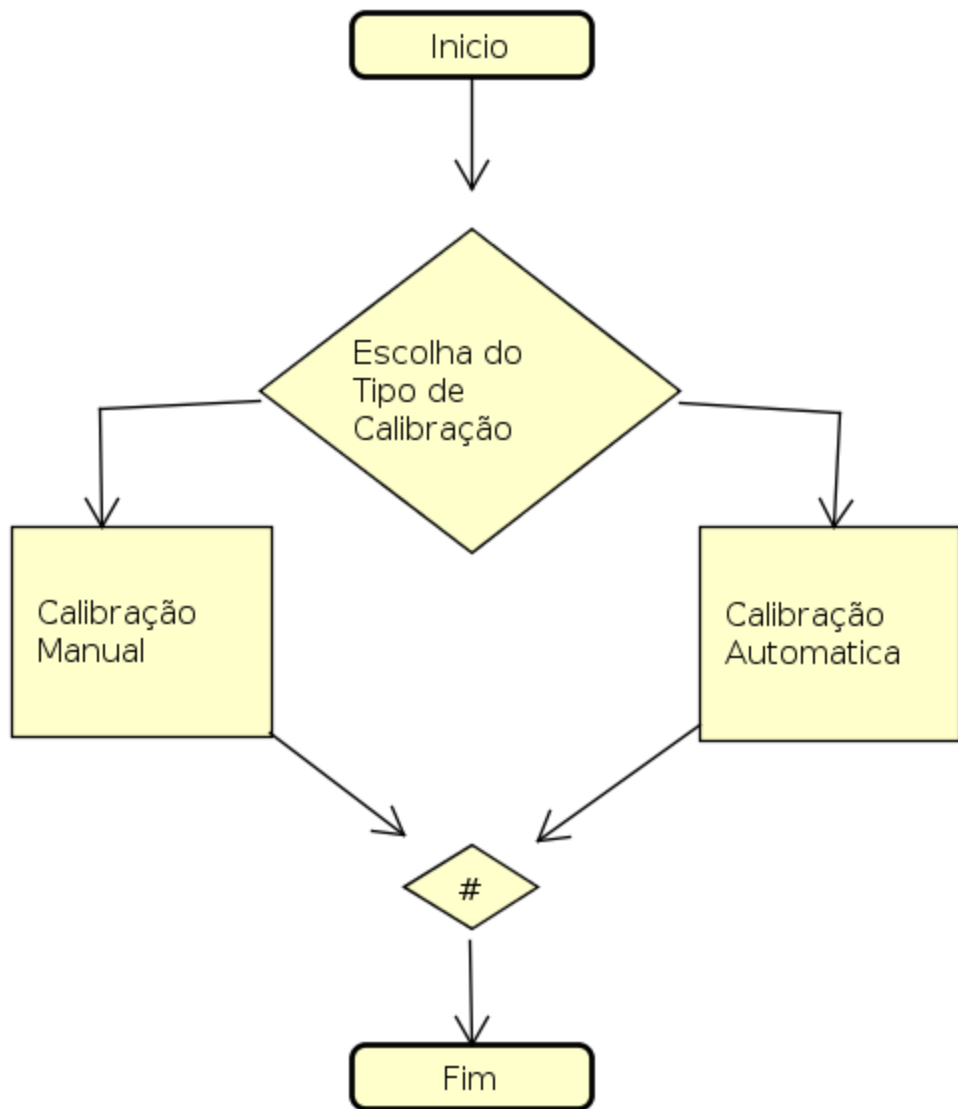 Inicio
Escolha do
Tipo de
Calibração
Calibração
Manual
Calibração
Automatica
#
Fim